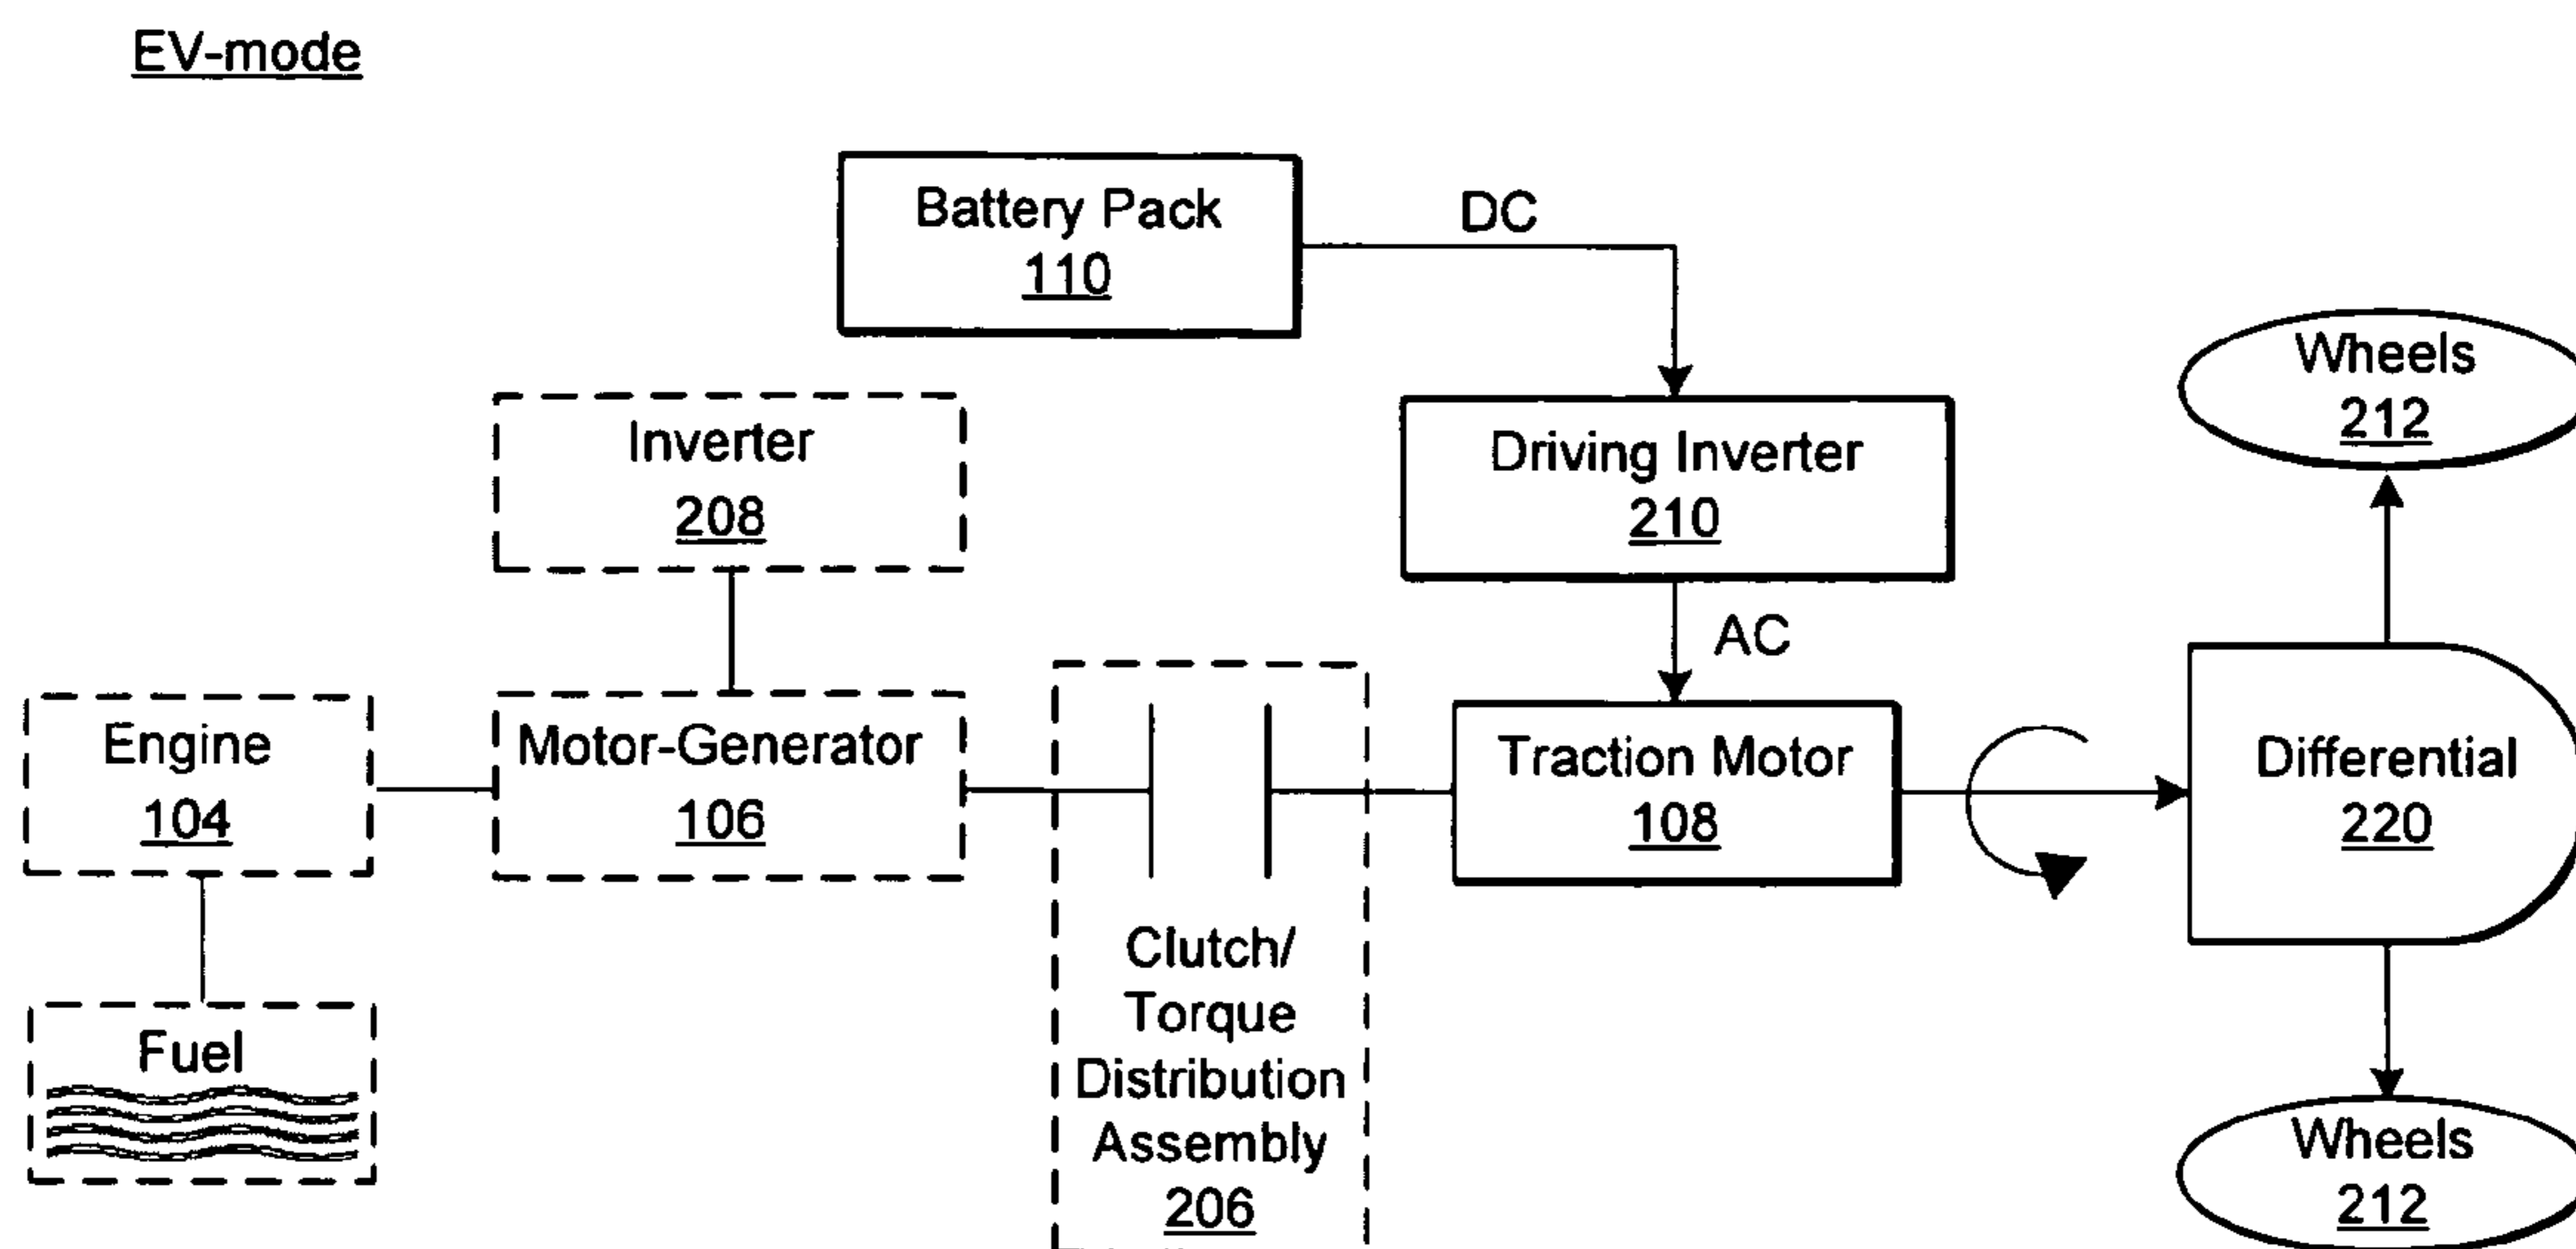 EV-mode
Battery Pack
110
DC
Wheels
212
Inverter
208
Driving Inverter
210
AC
Engine
104
Motor-Generator
106
Traction Motor
108
Differential
220
Fuel
Clutch/
Torque
Distribution
Assembly
206
Wheels
212